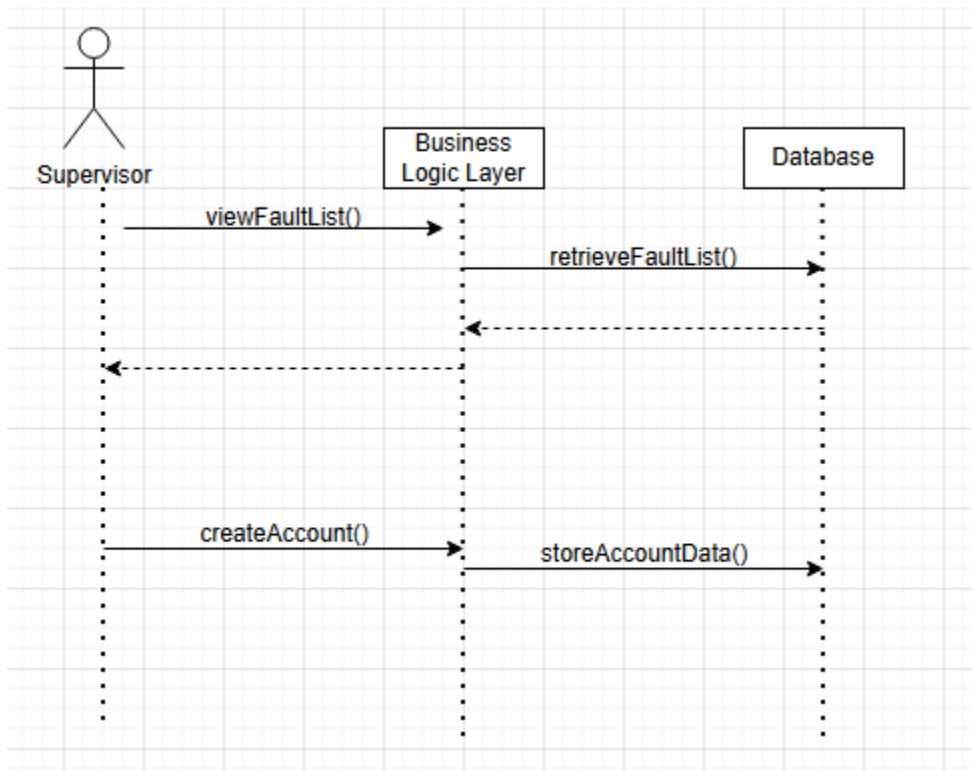 Supervisor
Business
Logic Layer
Database
viewFaultList()
retrieveFaultList()
createAccount()
storeAccountData()